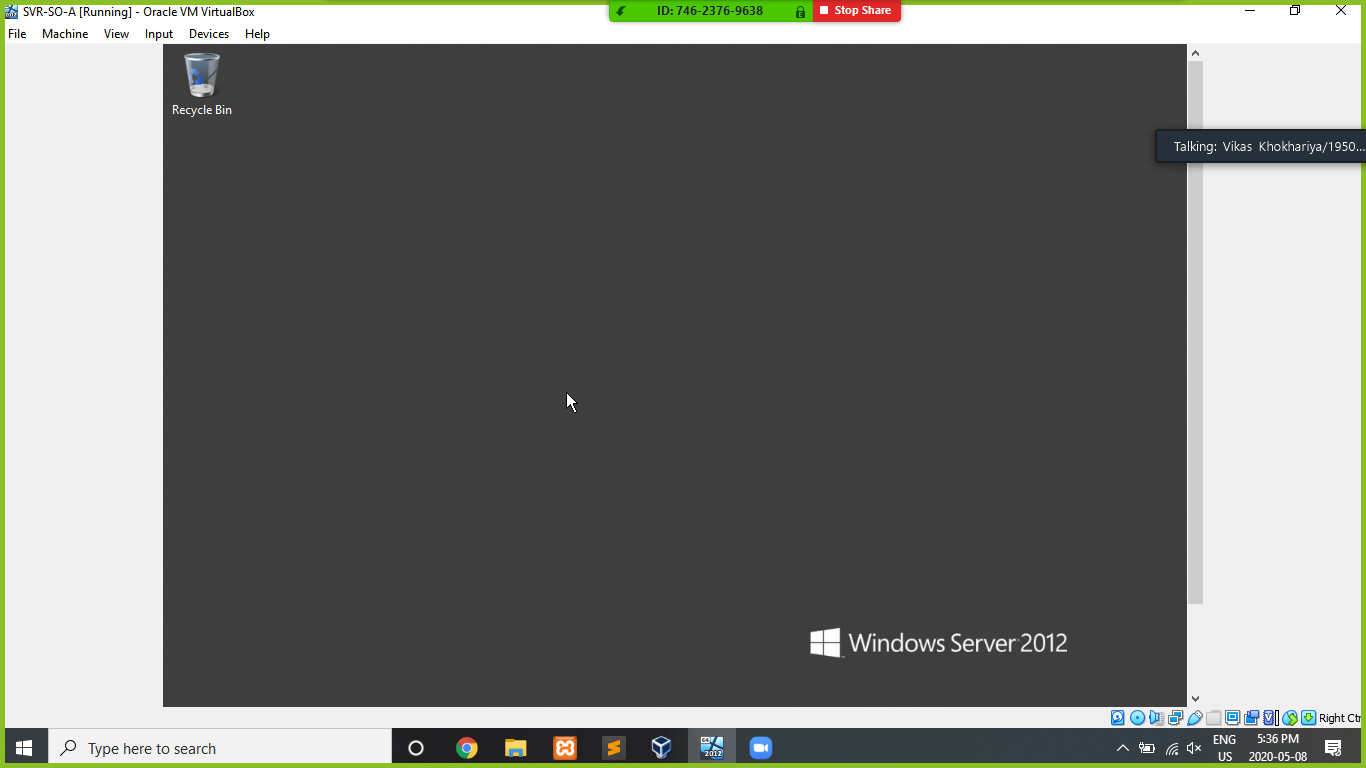 SVR-SO-A [Running] - Oracle VM VirtualBox
ID: 746-2376-9638
Stop Share
File Machine View Input Devices Help
Recycle Bin
Talking: Vikas Khokhariya/1950...
Windows Server 2012
Right Ctr
Type here to search
2012
ENG
US
5:36 PM
2020-05-08